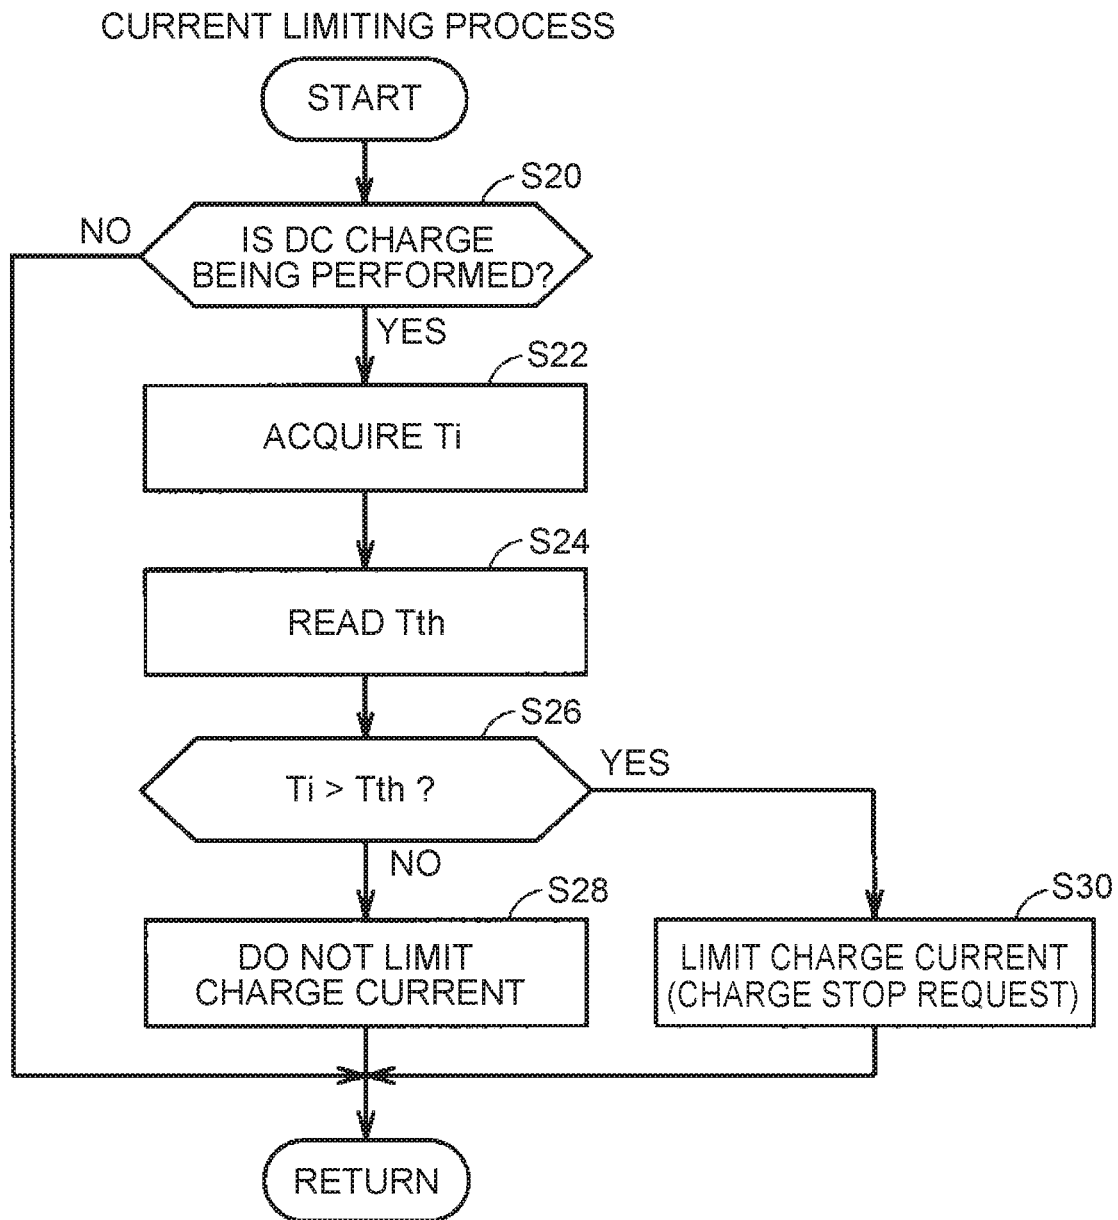 CURRENT LIMITING PROCESS
START
S20
NO
IS DC CHARGE
BEING PERFORMED?
YES
S22
ACQUIRE Ti
S24
READ Tth
S26
Ti > Tth ?
YES
NO
S28
S30
DO NOT LIMIT
CHARGE CURRENT
LIMIT CHARGE CURRENT
(CHARGE STOP REQUEST)
RETURN